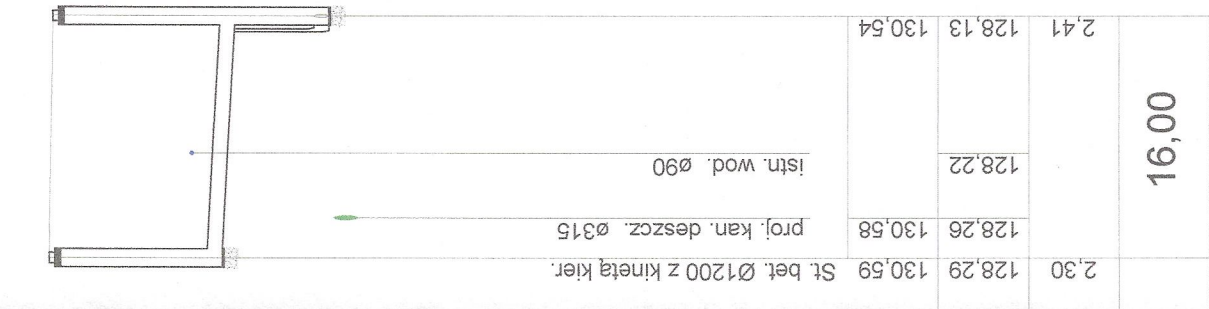 St. bet. Ø1200 z kinetą kier. 130,59 128,29 2,30
proj. kan. deszcz. ø315 130,58 128,26
istn. wod. ø90 128,22
130,54 128,13 2,41
16,00